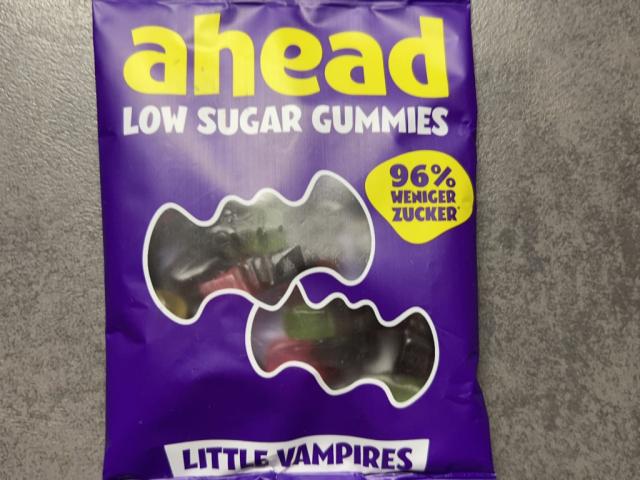 ahead
LOW SUGAR GUMMIES
96%
WENIGER
ZUCKER*
LITTLE VAMPIRES